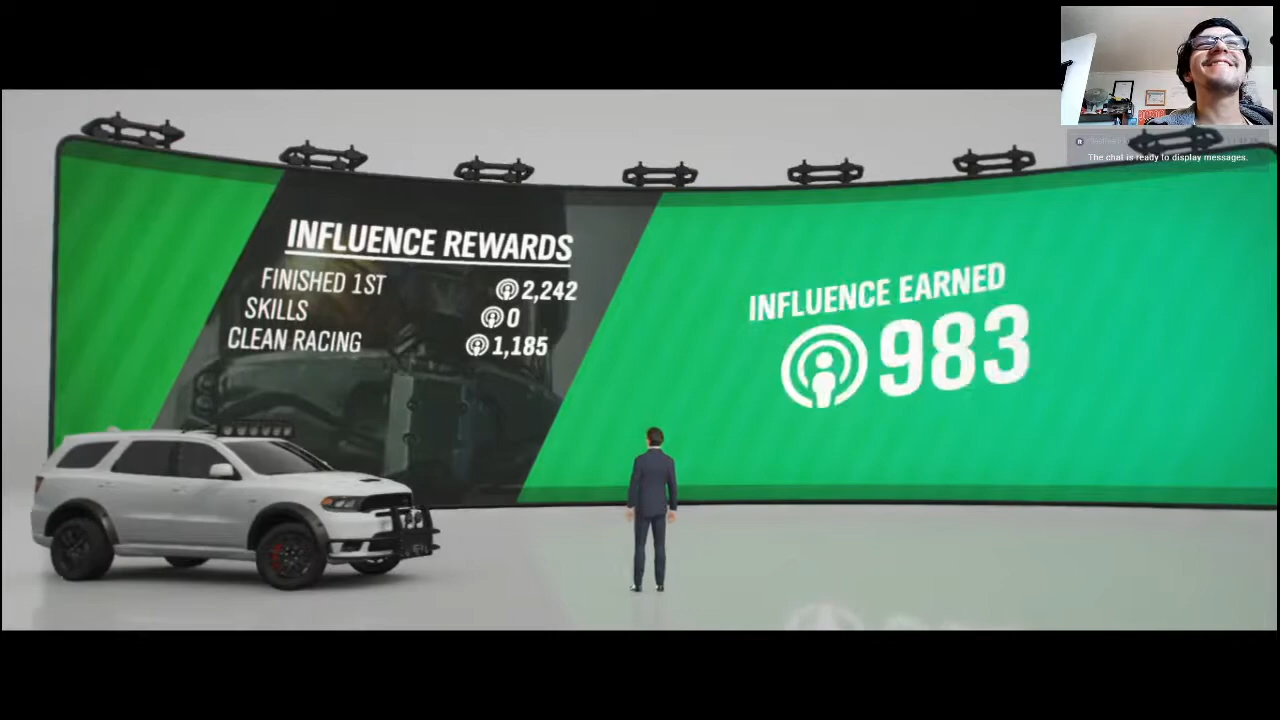 The chat is ready to display messages.
INFLUENCE REWARDS
FINISHED 1ST 2,242
SKILLS 0
CLEAN RACING 1,185
INFLUENCE EARNED
983